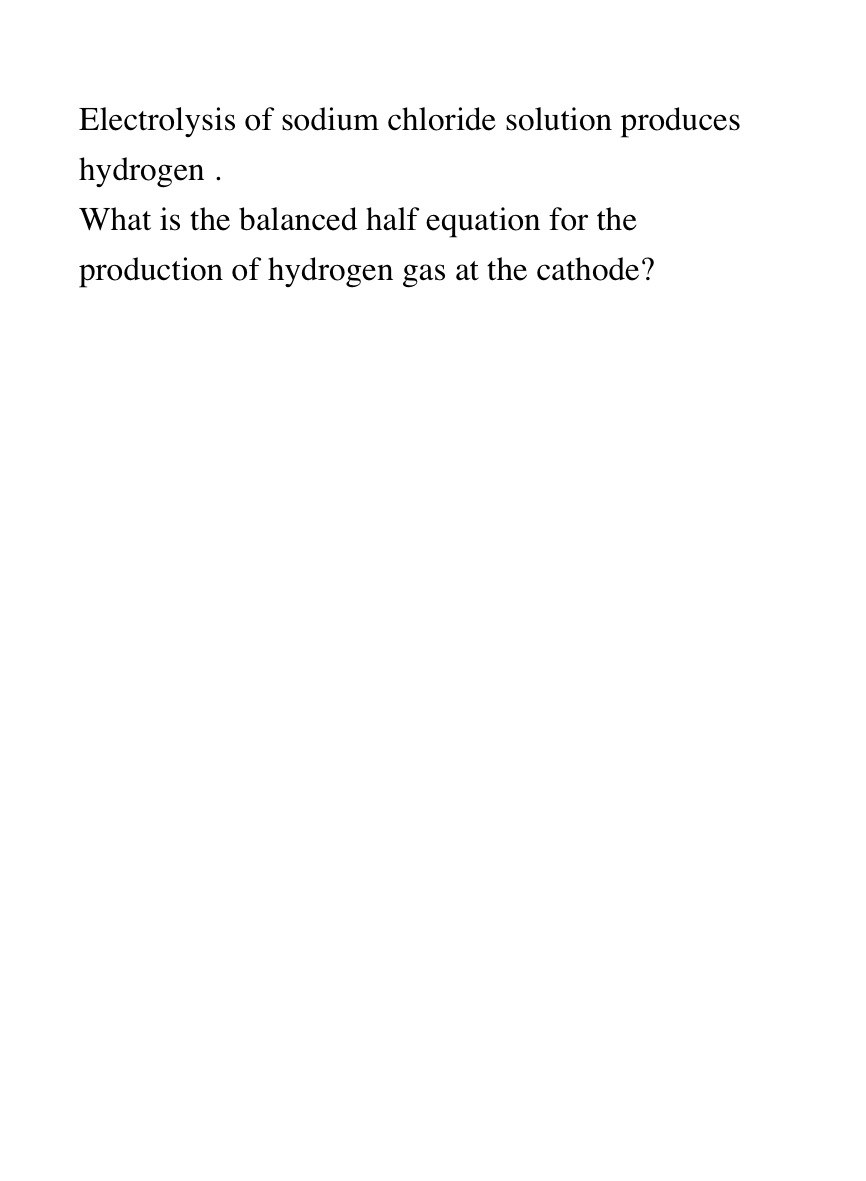 Electrolysis of sodium chloride solution produces
hydrogen .
What is the balanced half equation for the
production of hydrogen gas at the cathode?